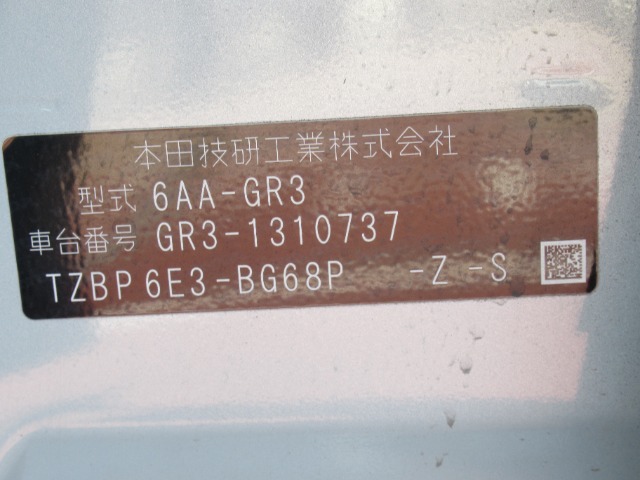 本田技研工業株式会社
型式 6AA-GR3
車台番号 GR3-1310737
TZBP6E3-BG68P -Z -S